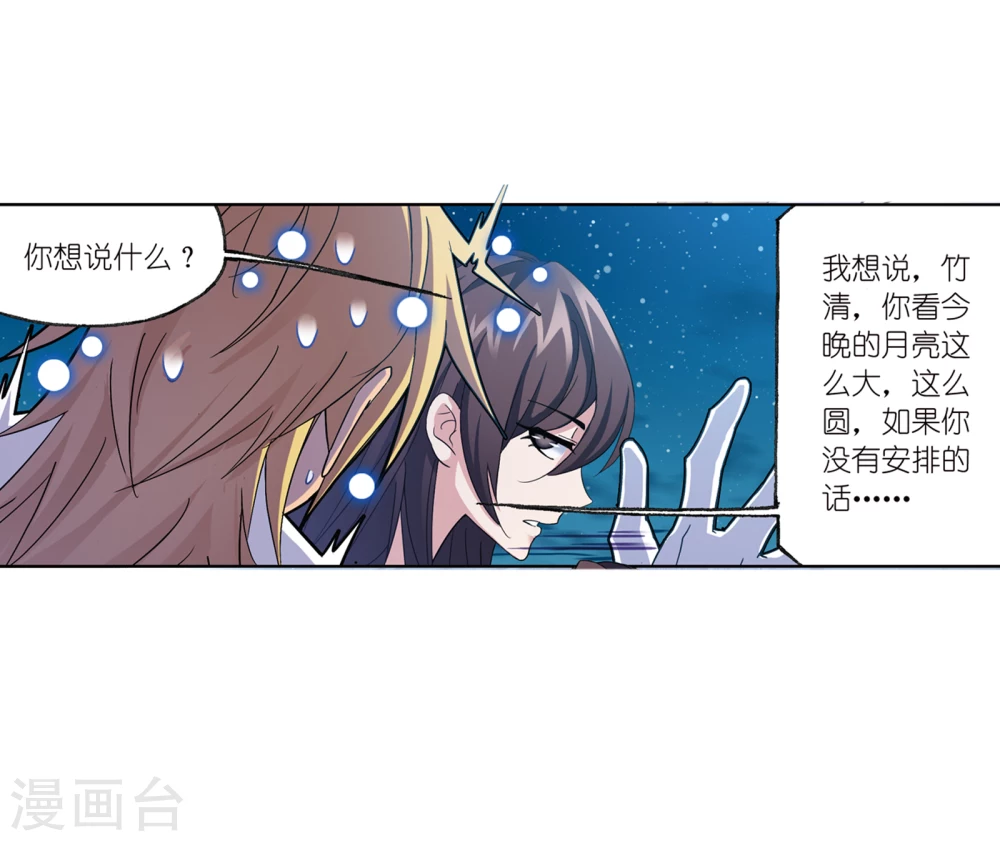 你想说什么？
我想说，竹
清，你看今
晚的月亮这
么大，这么
圆，如果你
没有安排的
话……
漫画台